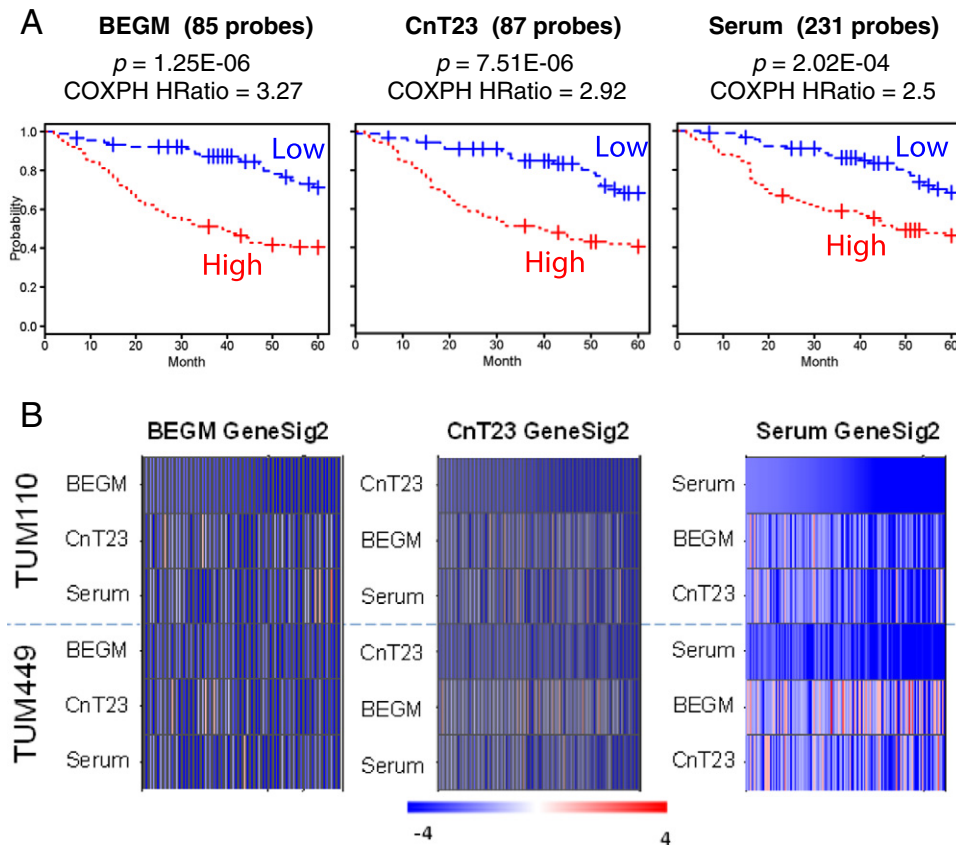 A
BEGM (85 probes)
p = 1.25E-06
COXPH HRatio = 3.27
CnT23 (87 probes)
p = 7.51E-06
COXPH HRatio = 2.92
Serum (231 probes)
p = 2.02E-04
COXPH HRatio = 2.5
Probability
1.0
0.8
0.6
0.4
0.2
0.0
Low
High
0 10 20 30 40 50 60
Month
Low
High
0 10 20 30 40 50 60
Month
Low
High
0 10 20 30 40 50 60
Month
B
BEGM GeneSig2
CnT23 GeneSig2
Serum GeneSig2
TUM110
BEGM
CnT23
Serum
CnT23
BEGM
Serum
Serum
BEGM
CnT23
TUM449
BEGM
CnT23
Serum
CnT23
BEGM
Serum
Serum
BEGM
CnT23
-4
4